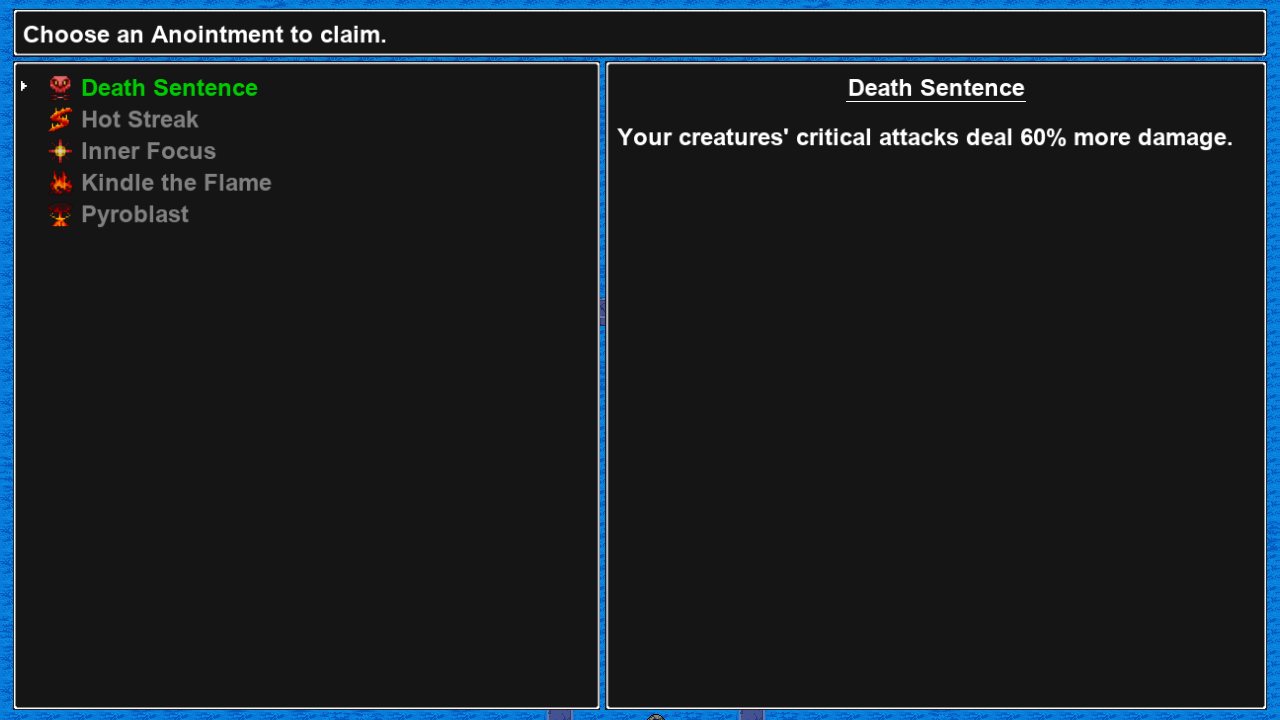 Choose an Anointment to claim.
Death Sentence
Hot Streak
Inner Focus
Kindle the Flame
Pyroblast
Death Sentence
Your creatures' critical attacks deal 60% more damage.